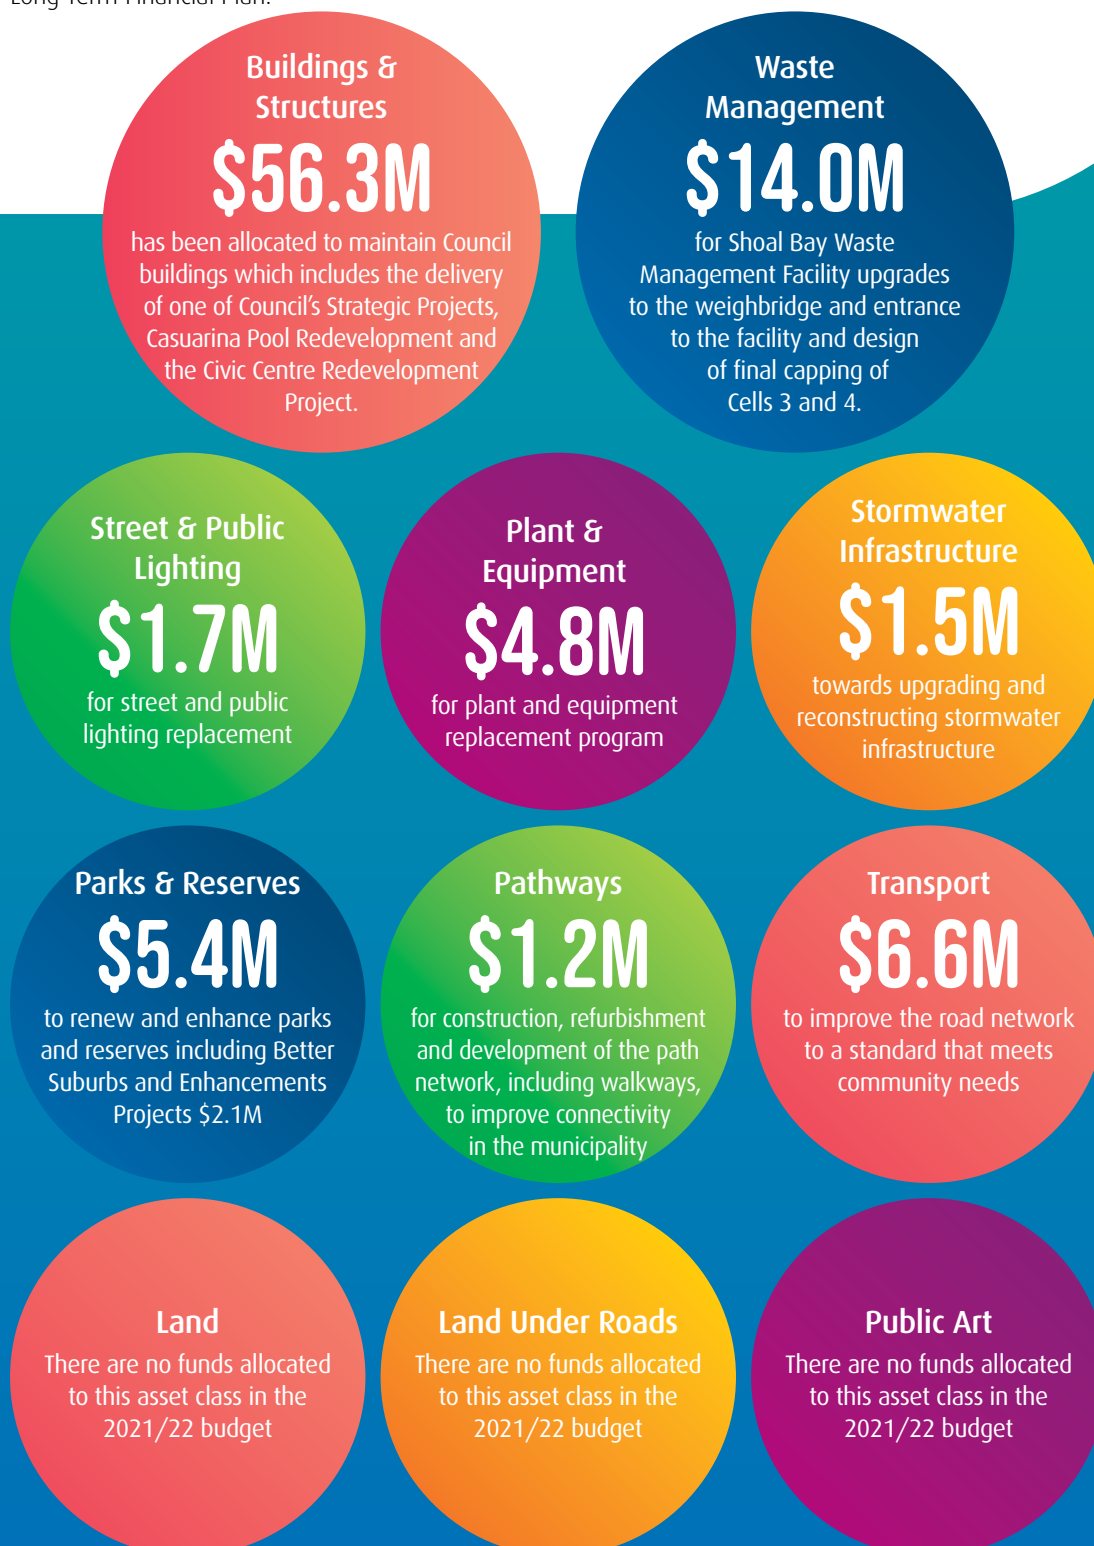 Long Term Financial Plan.
Buildings &
Structures
$56.3M
has been allocated to maintain Council
buildings which includes the delivery
of one of Council's Strategic Projects,
Casuarina Pool Redevelopment and
the Civic Centre Redevelopment
Project.
Waste
Management
$14.0M
for Shoal Bay Waste
Management Facility upgrades
to the weighbridge and entrance
to the facility and design
of final capping of
Cells 3 and 4.
Street & Public
Lighting
$1.7M
for street and public
lighting replacement
Plant &
Equipment
$4.8M
for plant and equipment
replacement program
Stormwater
Infrastructure
$1.5M
towards upgrading and
reconstructing stormwater
infrastructure
Parks & Reserves
$5.4M
to renew and enhance parks
and reserves including Better
Suburbs and Enhancements
Projects $2.1M
Pathways
$1.2M
for construction, refurbishment
and development of the path
network, including walkways,
to improve connectivity
in the municipality
Transport
$6.6M
to improve the road network
to a standard that meets
community needs
Land
There are no funds allocated
to this asset class in the
2021/22 budget
Land Under Roads
There are no funds allocated
to this asset class in the
2021/22 budget
Public Art
There are no funds allocated
to this asset class in the
2021/22 budget